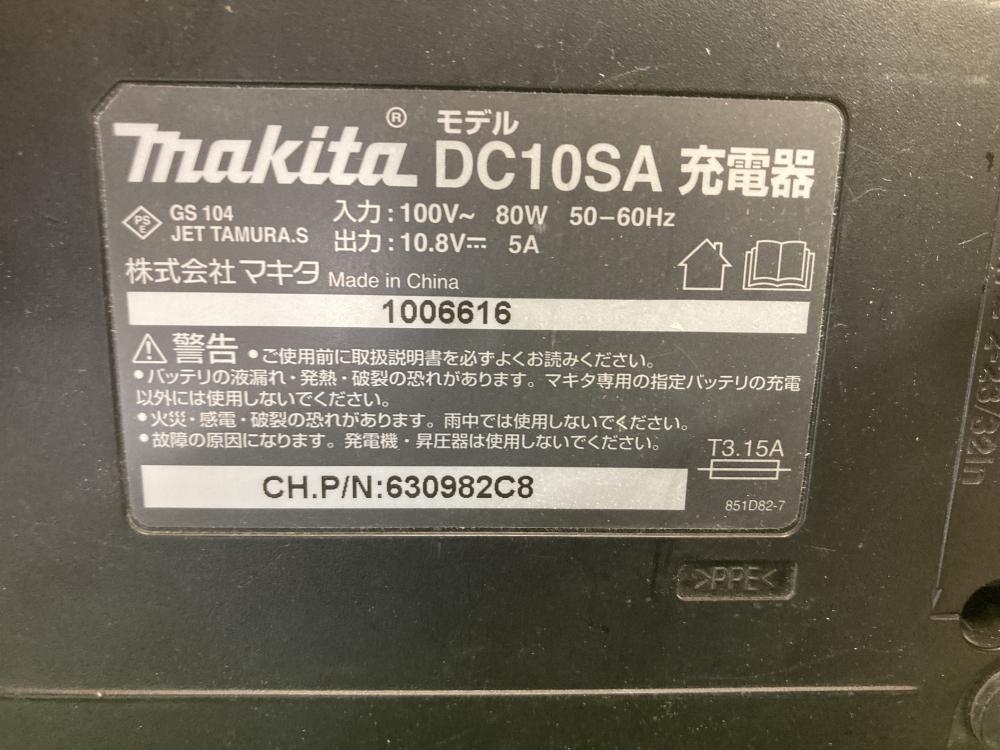 makita® モデル DC10SA 充電器
PSE GS 104 入力：100V~ 80W 50-60Hz
JET TAMURA.S 出力：10.8V⎓ 5A
株式会社 マキタ Made in China
1006616
⚠警告 •ご使用前に取扱説明書を必ずよくお読みください。
•バッテリの液漏れ・発熱・破裂の恐れがあります。マキタ専用の指定バッテリの充電
以外には使用しないでください。
•火災・感電・破裂の恐れがあります。雨中では使用しないでください。
•故障の原因になります。発電機・昇圧器は使用しないでください。
T3.15A
CH.P/N:630982C8
851D82-7
>PPE<